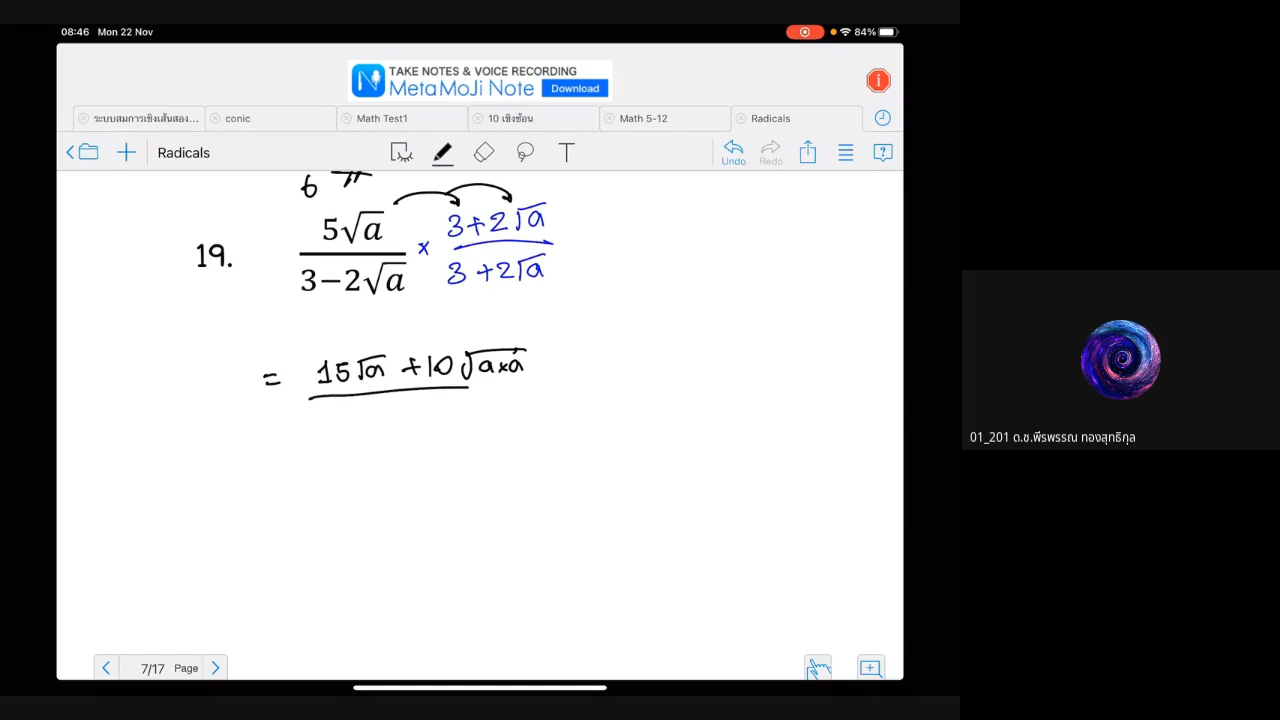 08:46 Mon 22 Nov 84%
TAKE NOTES & VOICE RECORDING
MetaMoJi Note Download
ระบบสมการเชิงเส้นสอง... conic Math Test1 10 เชิงซ้อน Math 5-12 Radicals
Radicals Undo Redo
6
19. 5√a / 3−2√a × 3+2√a / 3+2√a
= 15√a + 10√a×a
01_201 ด.ช.พีรพรรณ ทองสุทธิกุล
7/17 Page